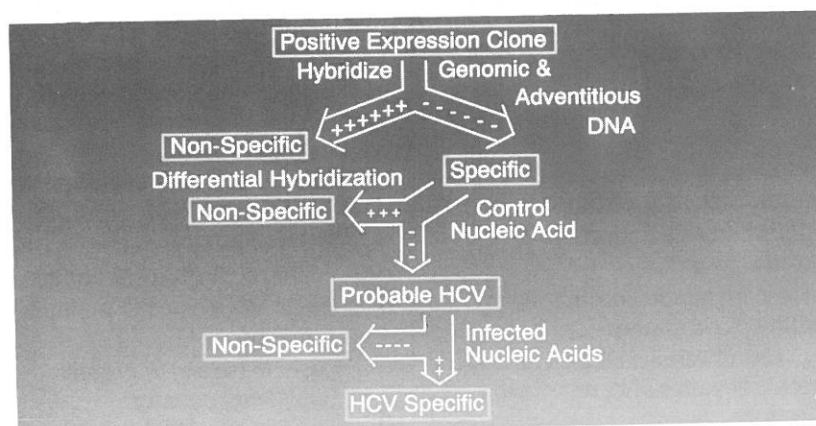 Positive Expression Clone
Hybridize Genomic &
Adventitious
DNA
++++++ - - - - - -
Non-Specific
Specific
Differential Hybridization
Non-Specific
+++
-
-
-
Control
Nucleic Acid
Probable HCV
Infected
Nucleic Acids
Non-Specific
----
+
+
HCV Specific